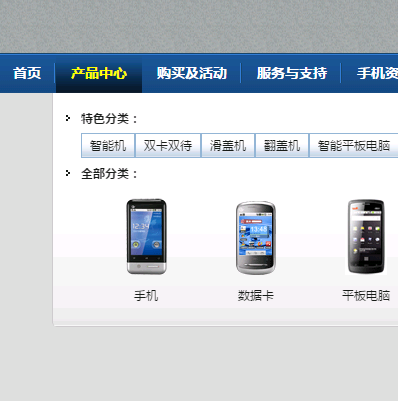 首页 产品中心 购买及活动 服务与支持 手机资
特色分类：
智能机 双卡双待 滑盖机 翻盖机 智能平板电脑
全部分类：
手机 数据卡 平板电脑